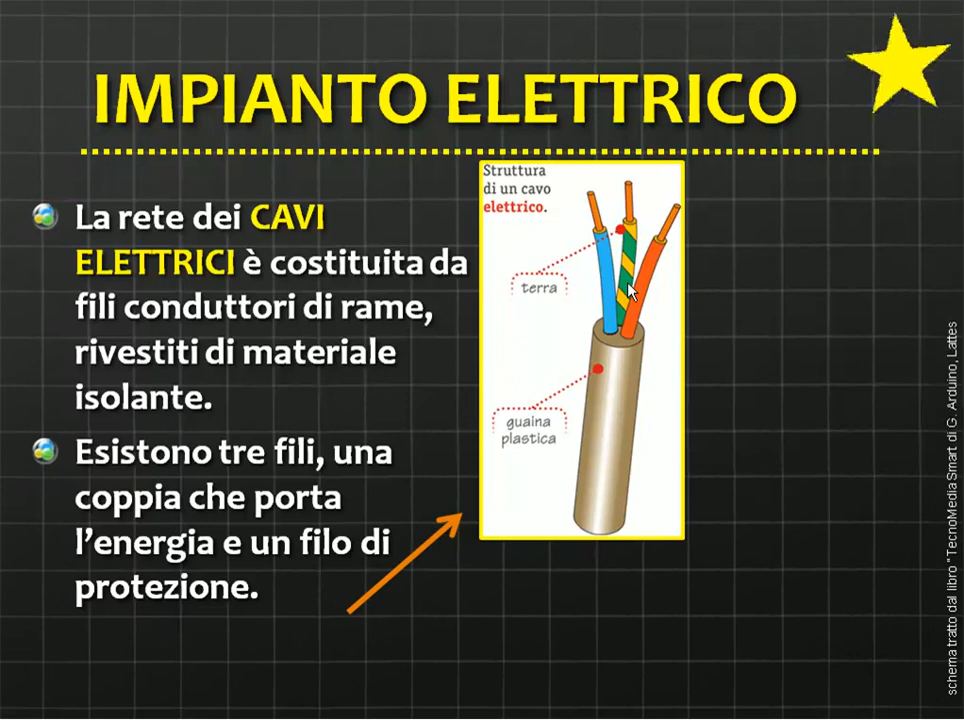 IMPIANTO ELETTRICO
La rete dei CAVI
ELETTRICI è costituita da
fili conduttori di rame,
rivestiti di materiale
isolante.
Esistono tre fili, una
coppia che porta
l'energia e un filo di
protezione.
Struttura
di un cavo
elettrico.
terra
guaina
plastica
schema tratto dal libro "TecnoMedia Smart di G. Arduino, Lattes